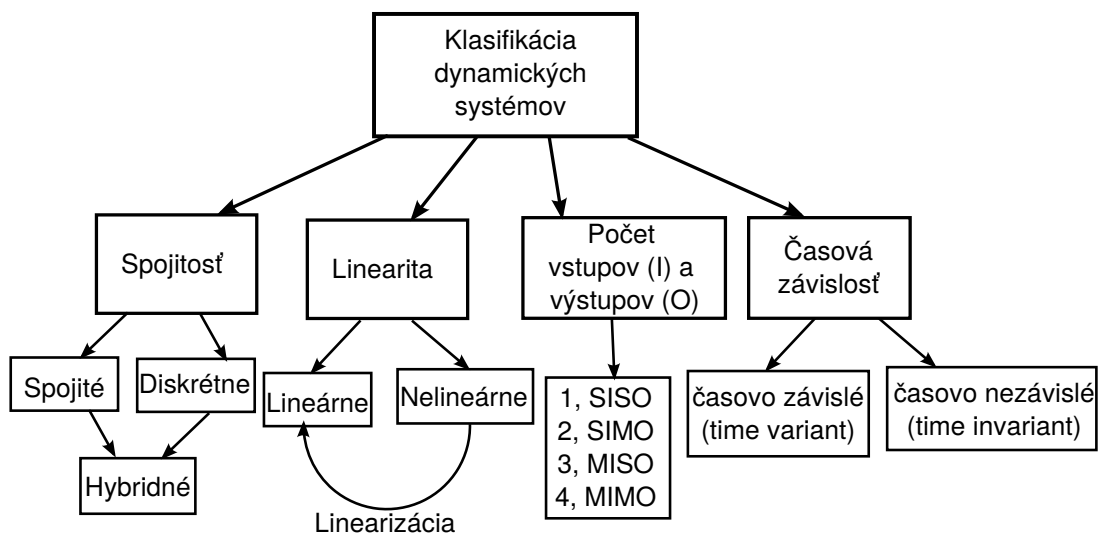 Klasifikácia
dynamických
systémov
Spojitosť
Linearita
Počet
vstupov (I) a
výstupov (O)
Časová
závislosť
Spojité
Diskrétne
Hybridné
Lineárne
Nelineárne
Linearizácia
1, SISO
2, SIMO
3, MISO
4, MIMO
časovo závislé
(time variant)
časovo nezávislé
(time invariant)